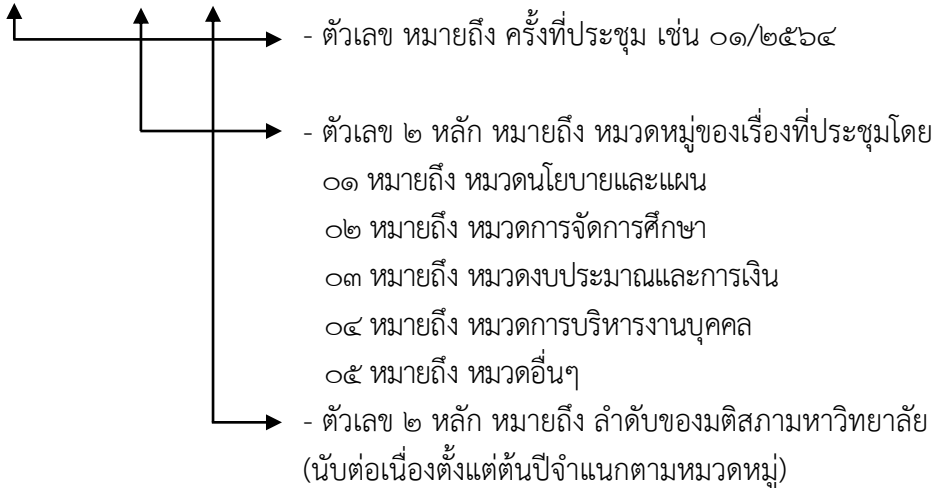 - ตัวเลข หมายถึง ครั้งที่ประชุม เช่น ๐๑/๒๕๖๔
- ตัวเลข ๒ หลัก หมายถึง หมวดหมู่ของเรื่องที่ประชุมโดย
๐๑ หมายถึง หมวดนโยบายและแผน
๐๒ หมายถึง หมวดการจัดการศึกษา
๐๓ หมายถึง หมวดงบประมาณและการเงิน
๐๔ หมายถึง หมวดการบริหารงานบุคคล
๐๕ หมายถึง หมวดอื่นๆ
- ตัวเลข ๒ หลัก หมายถึง ลำดับของมติสภามหาวิทยาลัย
(นับต่อเนื่องตั้งแต่ต้นปีจำแนกตามหมวดหมู่)